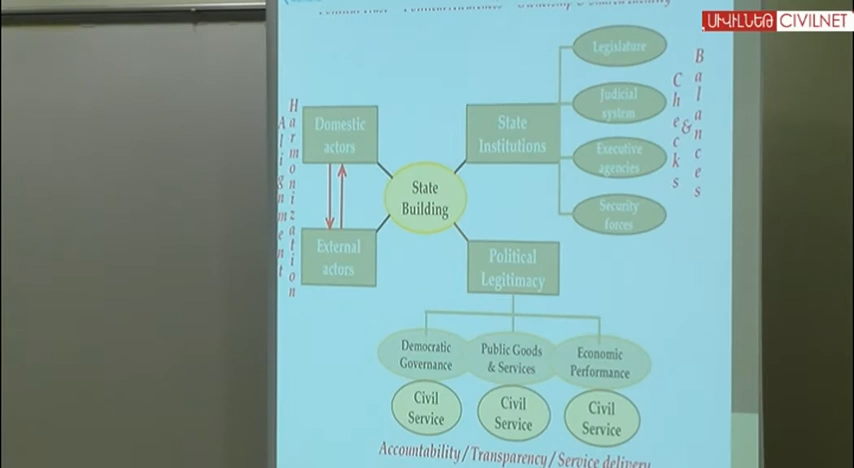 ՍԻՎԻԼՆԵԹ CIVILNET
Legislature
Judicial
system
Executive
agencies
Security
forces
Checks
&
Balances
State
Institutions
Domestic
actors
Harmonization
Alignment
State
Building
External
actors
Political
Legitimacy
Democratic
Governance
Public Goods
& Services
Economic
Performance
Civil
Service
Civil
Service
Civil
Service
Accountability / Transparency / Service delivery